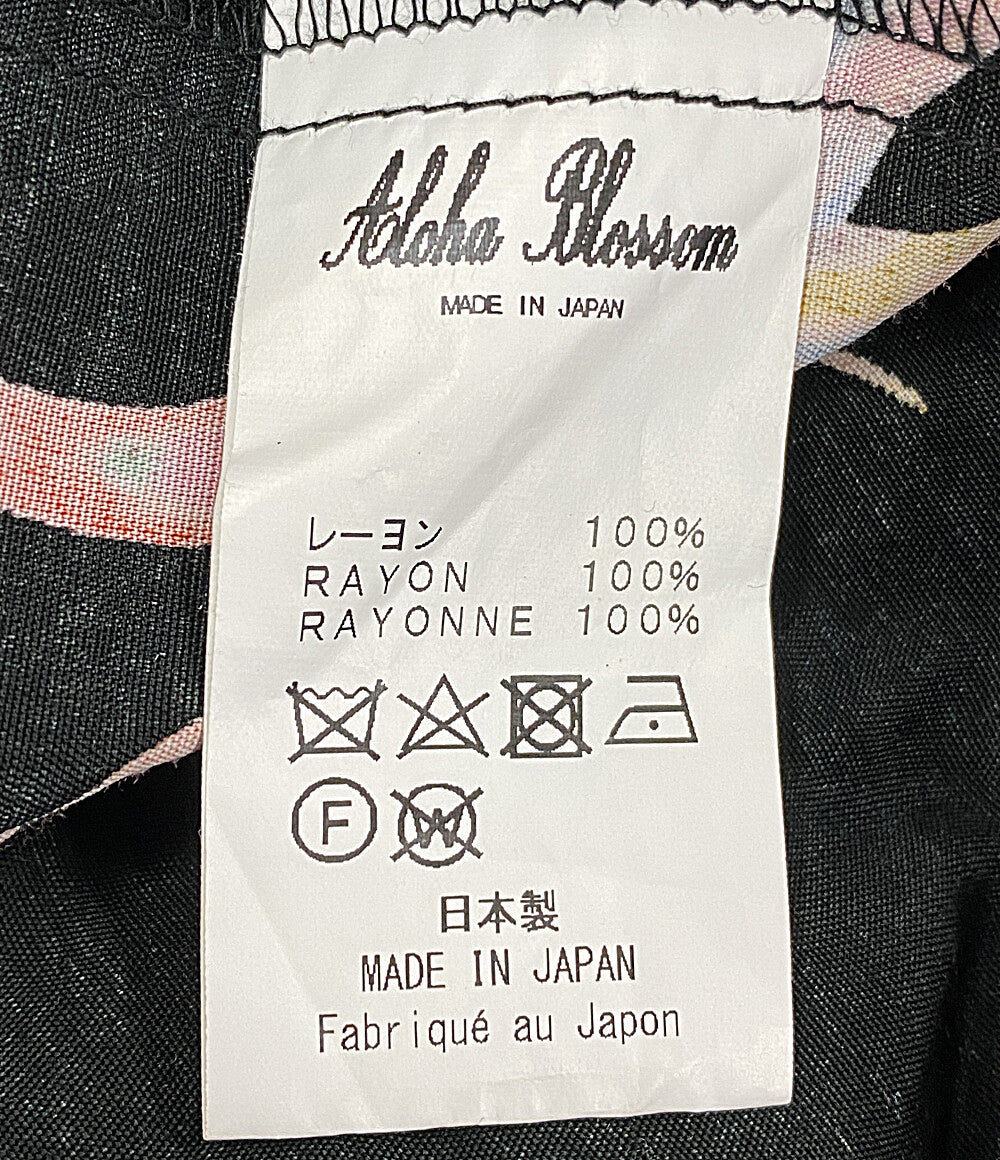 Aloha Blossom
MADE IN JAPAN
レーヨン 100%
RAYON 100%
RAYONNE 100%
F W
日本製
MADE IN JAPAN
Fabriqué au Japon